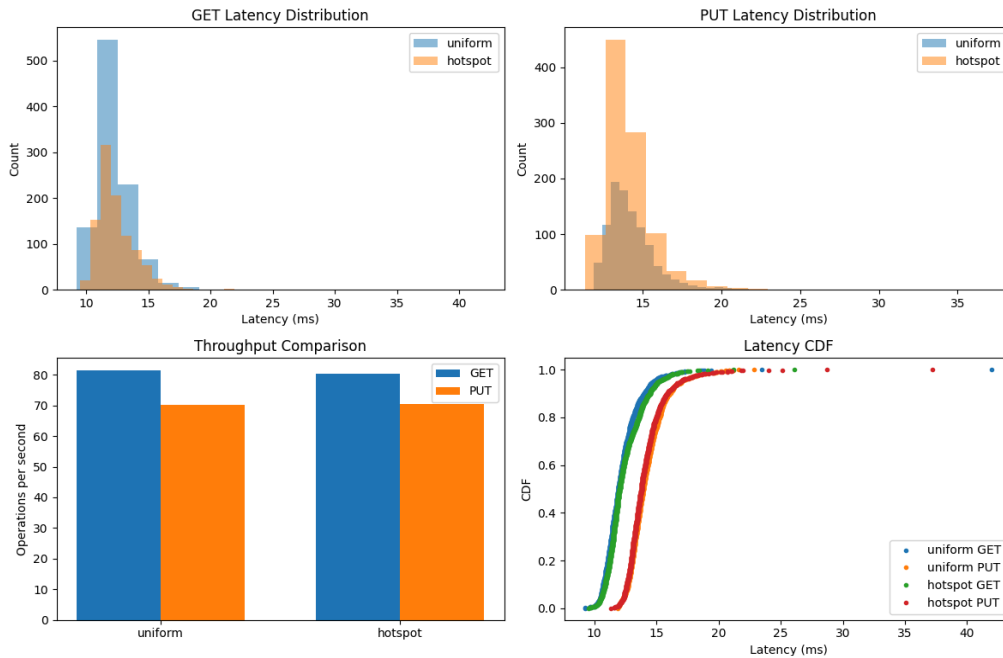 GET Latency Distribution
500
400
300
200
100
0
Count
10 15 20 25 30 35 40
Latency (ms)
uniform
hotspot
PUT Latency Distribution
400
300
200
100
0
Count
15 20 25 30 35
Latency (ms)
uniform
hotspot
Throughput Comparison
80
70
60
50
40
30
20
10
0
Operations per second
uniform hotspot
GET
PUT
Latency CDF
1.0
0.8
0.6
0.4
0.2
0.0
CDF
10 15 20 25 30 35 40
Latency (ms)
uniform GET
uniform PUT
hotspot GET
hotspot PUT